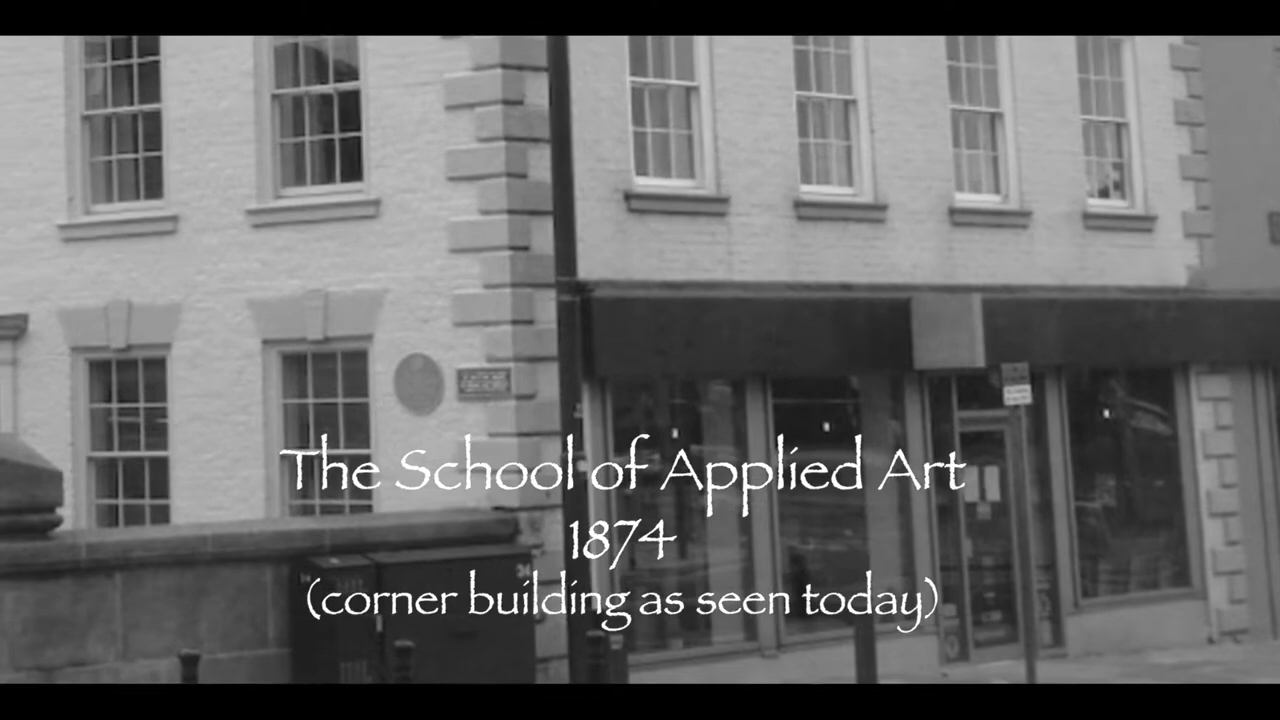 The School of Applied Art
1874
(corner building as seen today)